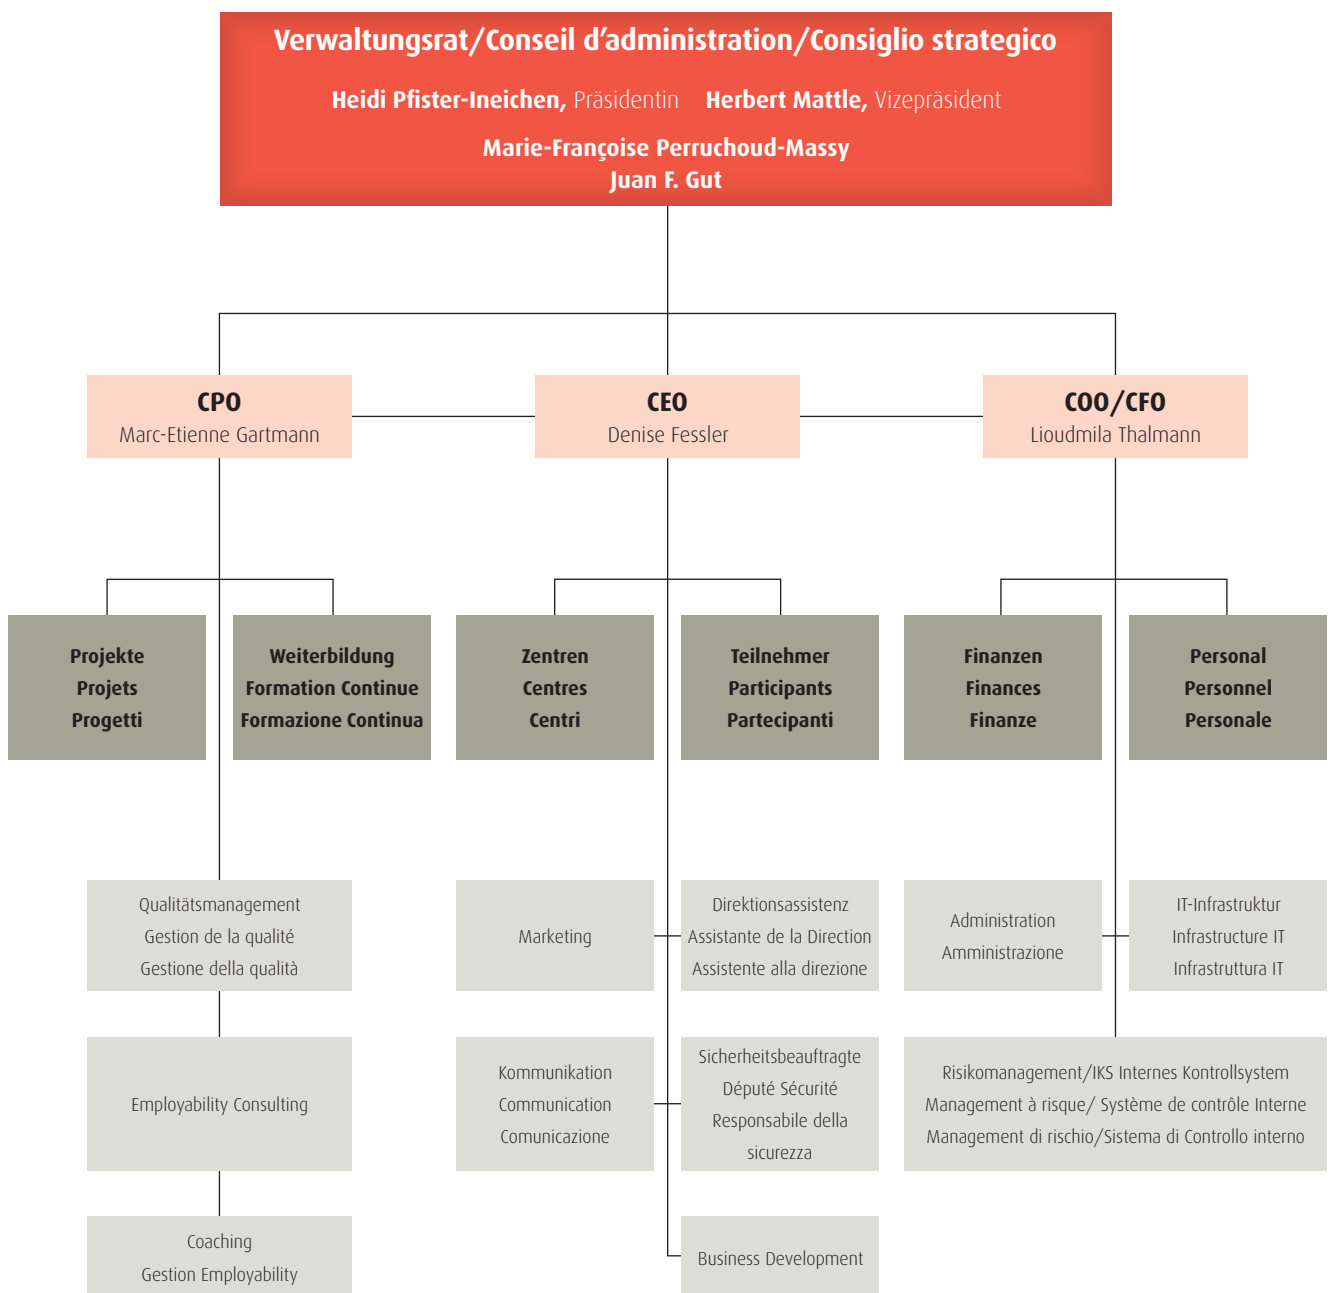 Verwaltungsrat/Conseil d’administration/Consiglio strategico
Heidi Pfister-Ineichen, Präsidentin Herbert Mattle, Vizepräsident
Marie-Françoise Perruchoud-Massy
Juan F. Gut
CPO
Marc-Etienne Gartmann
CEO
Denise Fessler
COO/CFO
Lioudmila Thalmann
Projekte
Projets
Progetti
Weiterbildung
Formation Continue
Formazione Continua
Zentren
Centres
Centri
Teilnehmer
Participants
Partecipanti
Finanzen
Finances
Finanze
Personal
Personnel
Personale
Qualitätsmanagement
Gestion de la qualité
Gestione della qualità
Marketing
Direktionsassistenz
Assistante de la Direction
Assistente alla direzione
Administration
Amministrazione
IT-Infrastruktur
Infrastructure IT
Infrastruttura IT
Employability Consulting
Kommunikation
Communication
Comunicazione
Sicherheitsbeauftragte
Député Sécurité
Responsabile della
sicurezza
Risikomanagement/IKS Internes Kontrollsystem
Management à risque/ Système de contrôle Interne
Management di rischio/Sistema di Controllo interno
Coaching
Gestion Employability
Business Development